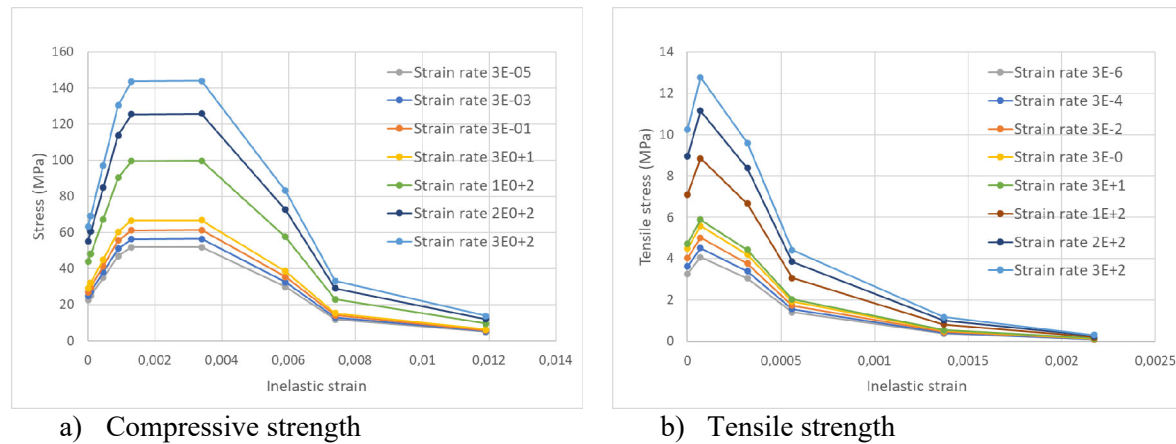 160
140
120
100
80
60
40
20
0
Stress (MPa)
0
0,002
0,004
0,006
0,008
0,01
0,012
0,014
Inelastic strain
Strain rate 3E-05
Strain rate 3E-03
Strain rate 3E-01
Strain rate 3E0+1
Strain rate 1E0+2
Strain rate 2E0+2
Strain rate 3E0+2
a) Compressive strength
14
12
10
8
6
4
2
0
Tensile stress (MPa)
0
0,0005
0,001
0,0015
0,002
0,0025
Inelastic strain
Strain rate 3E-6
Strain rate 3E-4
Strain rate 3E-2
Strain rate 3E-0
Strain rate 3E+1
Strain rate 1E+2
Strain rate 2E+2
Strain rate 3E+2
b) Tensile strength